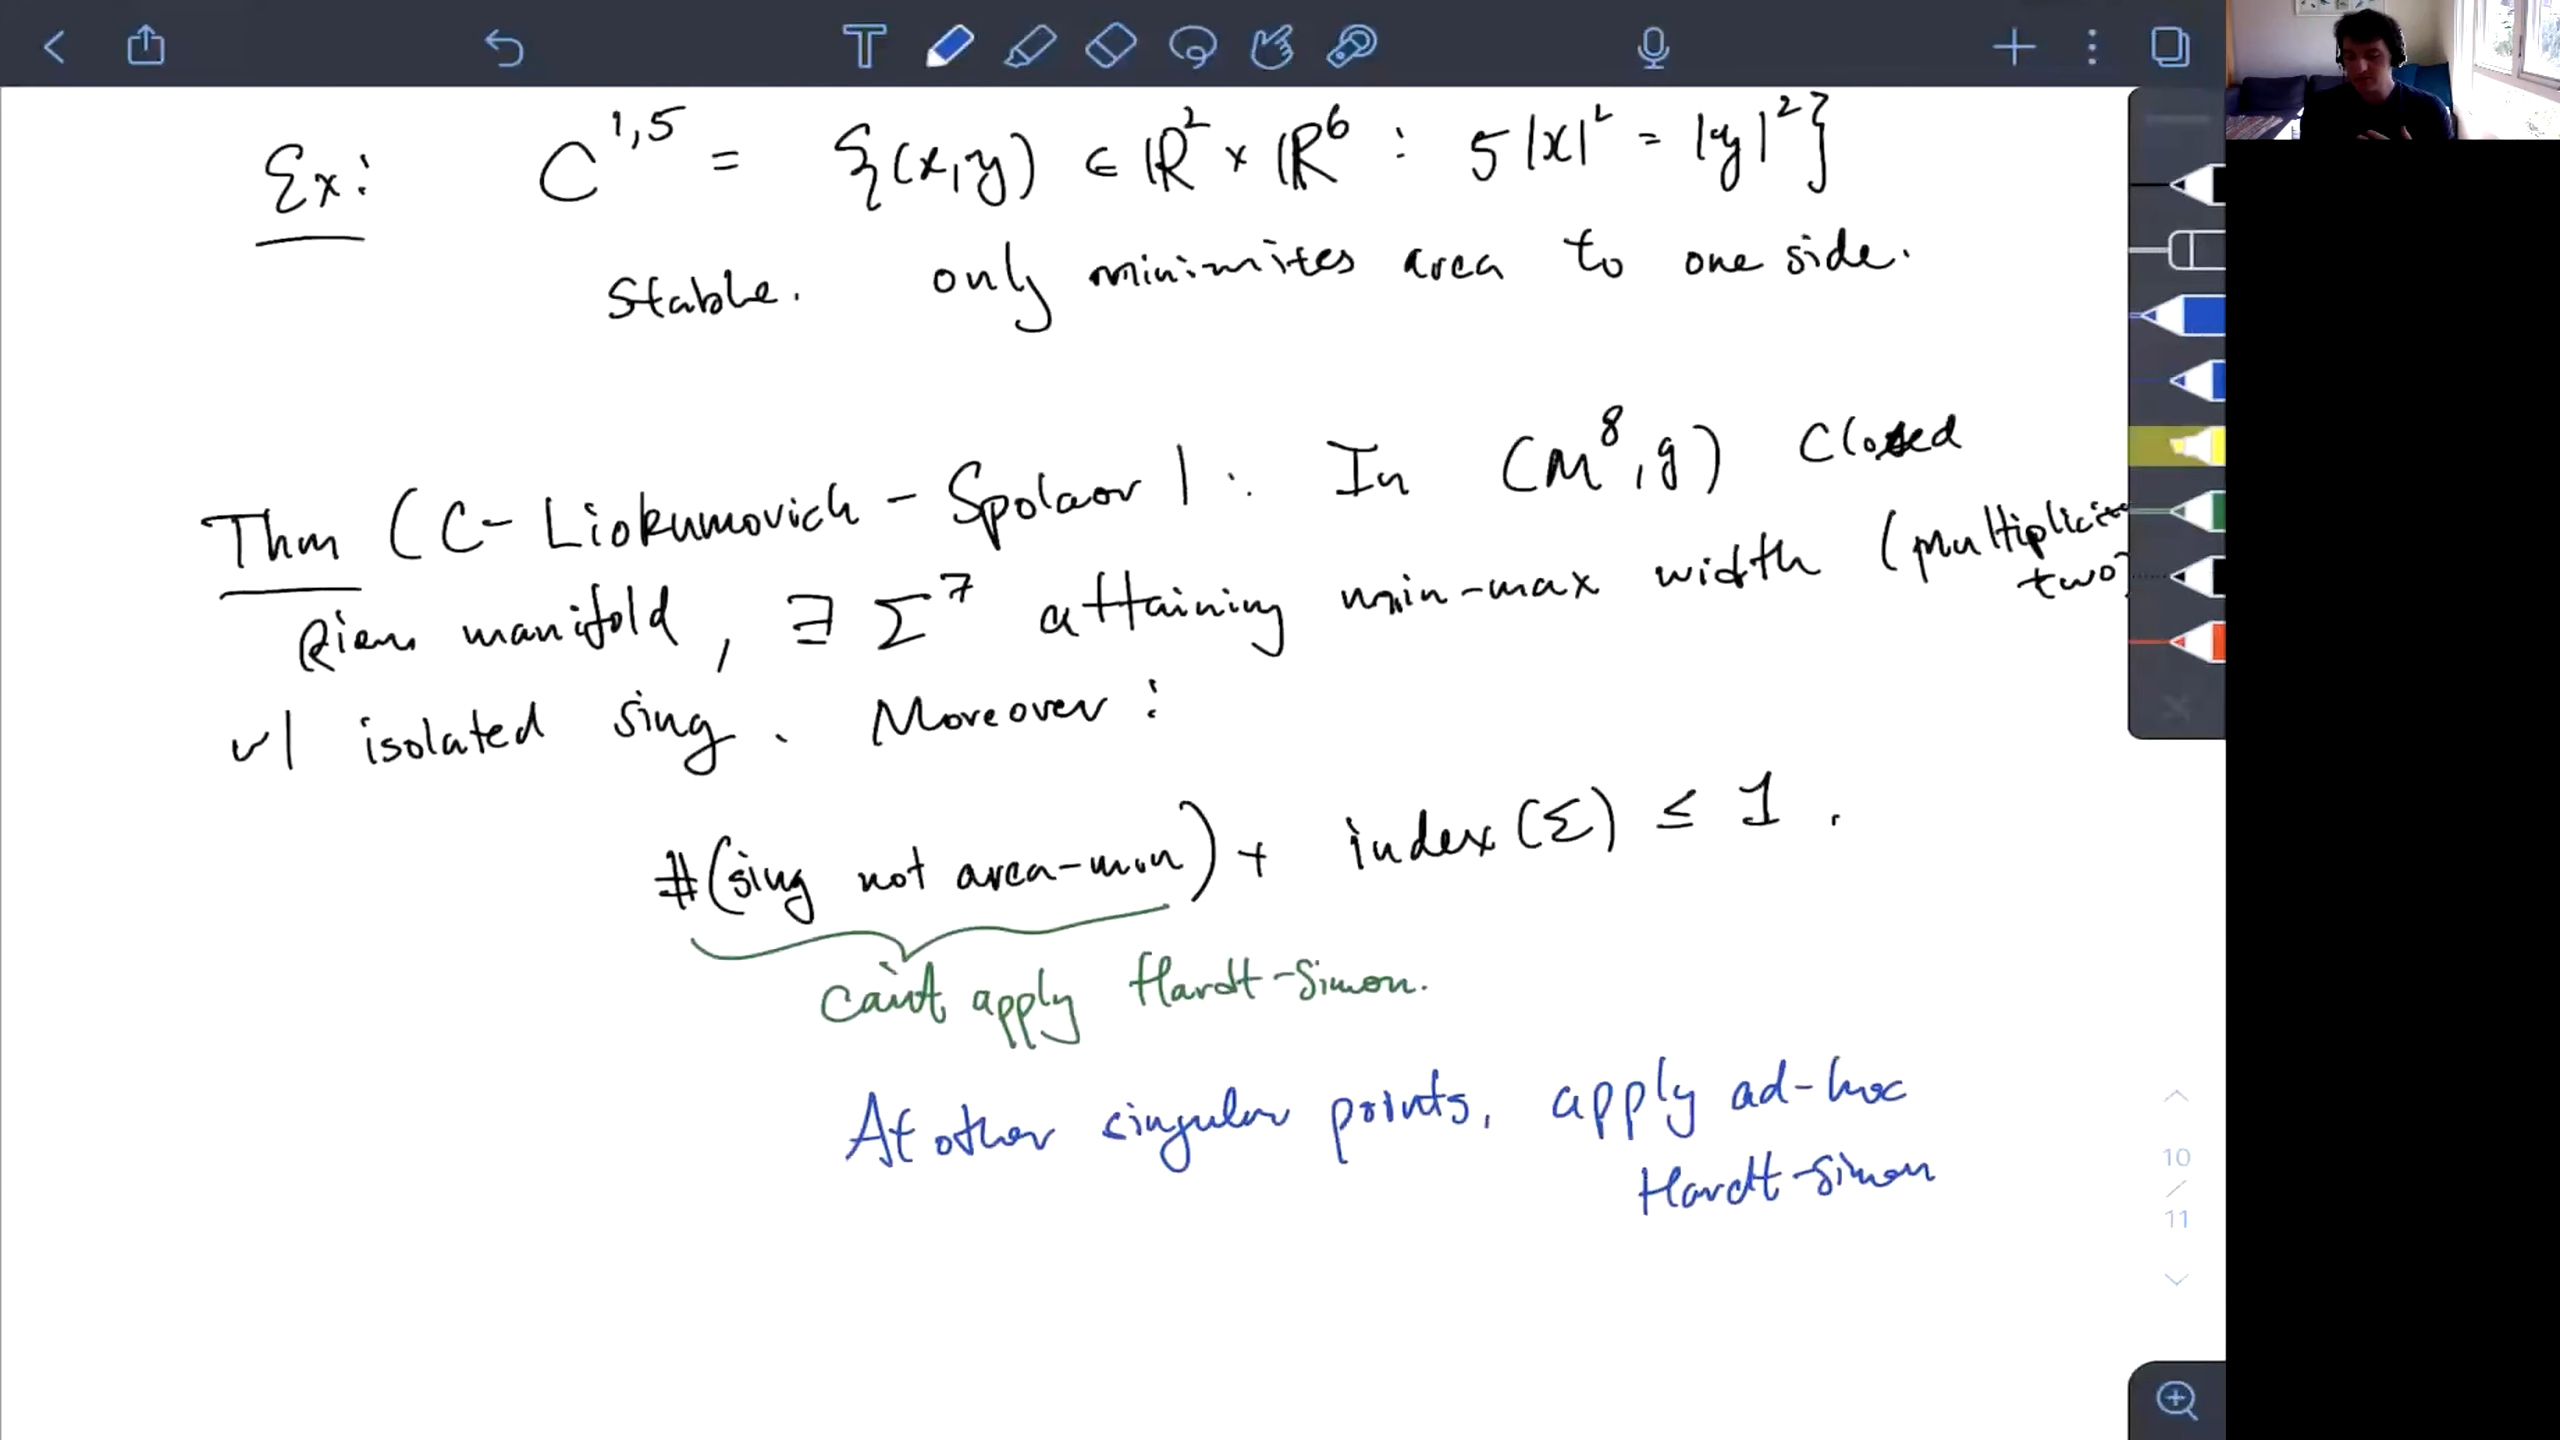 Ex: C^{1,5} = {(x,y) ∈ ℝ² × ℝ⁶ : 5|x|² = |y|²}
Stable. only minimites area to one side.
Thm (C- Liokumovich - Spolaor): In (M⁸,g) Closed
Riem manifold, ∃ Σ⁷ attaining min-max width (multiplicity two)
w/ isolated sing. Moreover:
#(sing not area-min) + index(Σ) ≤ 1.
can't apply Hardt-Simon.
At other singular points, apply ad-hoc
Hardt-Simon
10
/
11